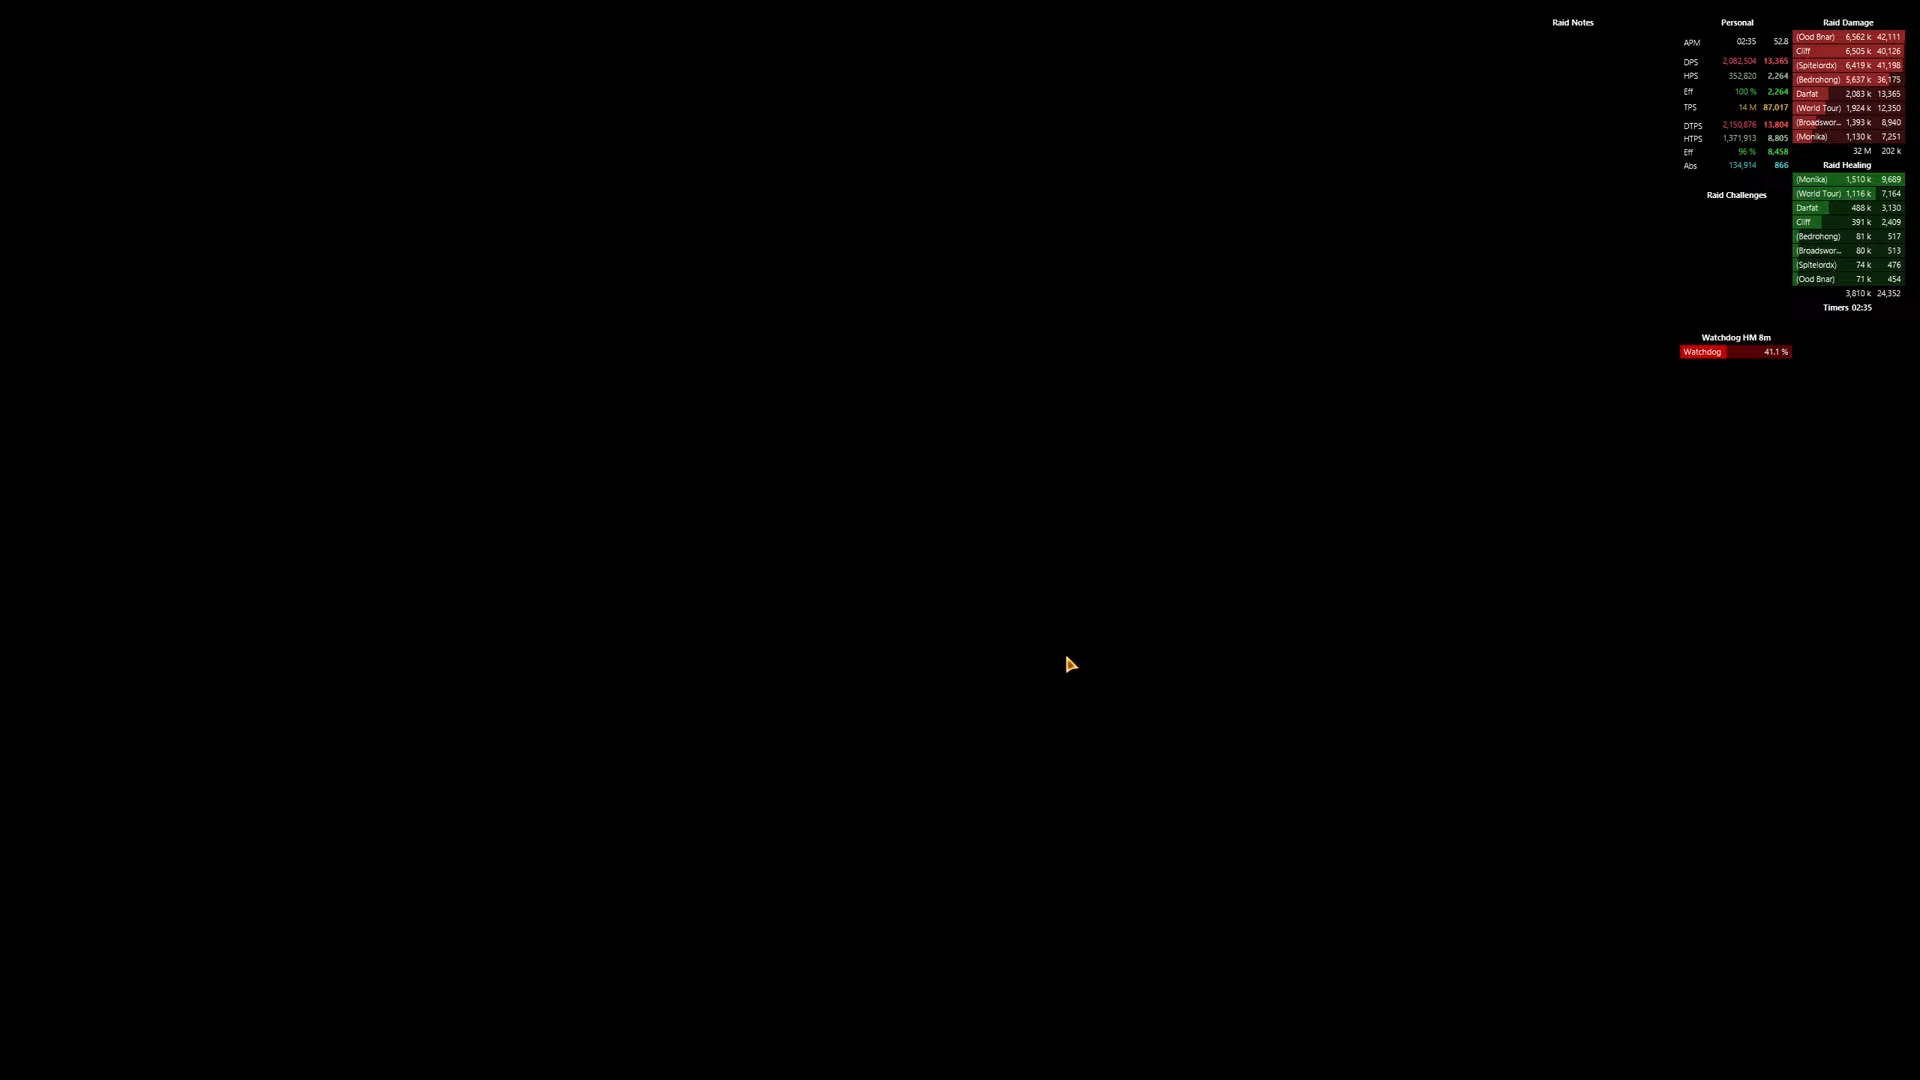 Raid Notes
Personal
APM 02:35 52.8
DPS 2,082,504 13,365
HPS 352,820 2,264
Eff 100 % 2,264
TPS 14 M 87,017
DTPS 2,150,876 13,804
HTPS 1,371,913 8,805
Eff 96 % 8,458
Abs 134,914 866
Raid Challenges
Raid Damage
(Ood Bnar) 6,562 k 42,111
Cliff 6,505 k 40,126
(Spitelordx) 6,419 k 41,198
(Bedrohong) 5,637 k 36,175
Darfat 2,083 k 13,365
(World Tour) 1,924 k 12,350
(Broadswor... 1,393 k 8,940
(Monika) 1,130 k 7,251
32 M 202 k
Raid Healing
(Monika) 1,510 k 9,689
(World Tour) 1,116 k 7,164
Darfat 488 k 3,130
Cliff 391 k 2,409
(Bedrohong) 81 k 517
(Broadswor... 80 k 513
(Spitelordx) 74 k 476
(Ood Bnar) 71 k 454
3,810 k 24,352
Timers 02:35
Watchdog HM 8m
Watchdog 41.1 %